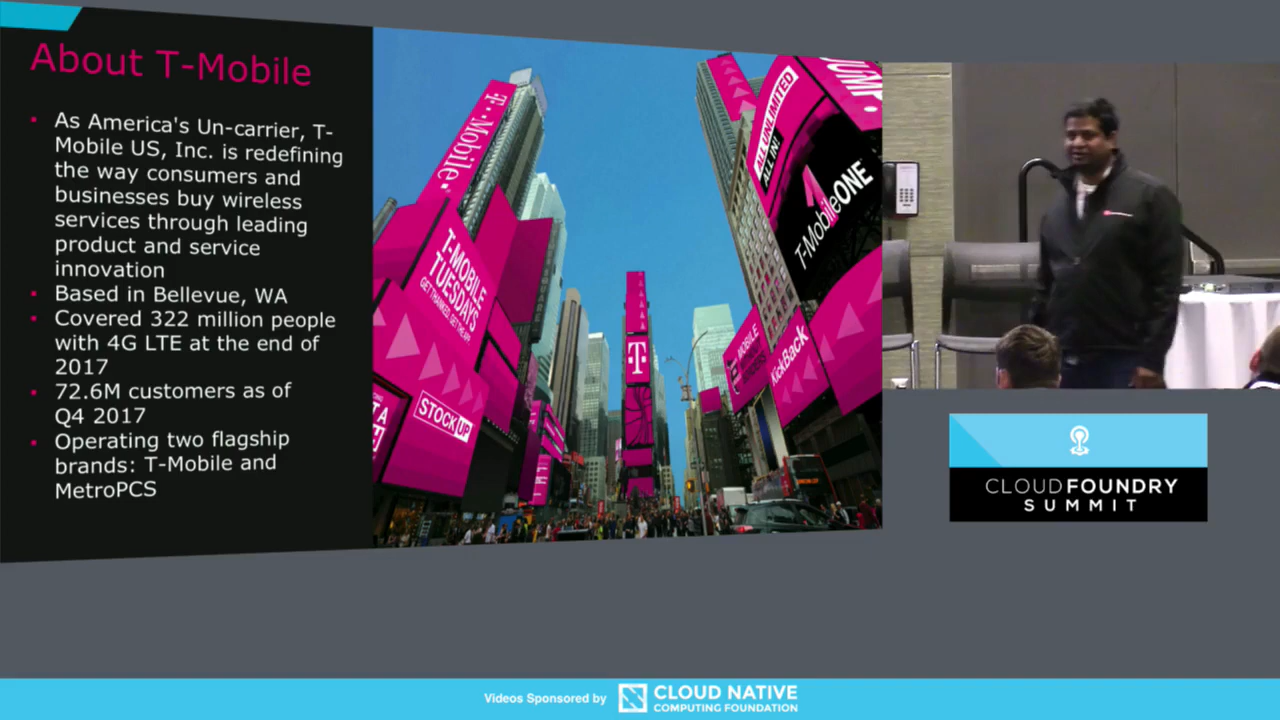 About T-Mobile
As America's Un-carrier, T-
Mobile US, Inc. is redefining
the way consumers and
businesses buy wireless
services through leading
product and service
innovation
Based in Bellevue, WA
Covered 322 million people
with 4G LTE at the end of
2017
72.6M customers as of
Q4 2017
Operating two flagship
brands: T-Mobile and
MetroPCS
T-Mobile
T-MOBILE
TUESDAYS
GET THANKED. GET THE APP
STOCK UP
T
ALL UNLIMITED
ALL IN!
JUMP!
T-MobileONE
MOBILE
KickBack
CLOUDFOUNDRY
SUMMIT
Videos Sponsored by
CLOUD NATIVE
COMPUTING FOUNDATION